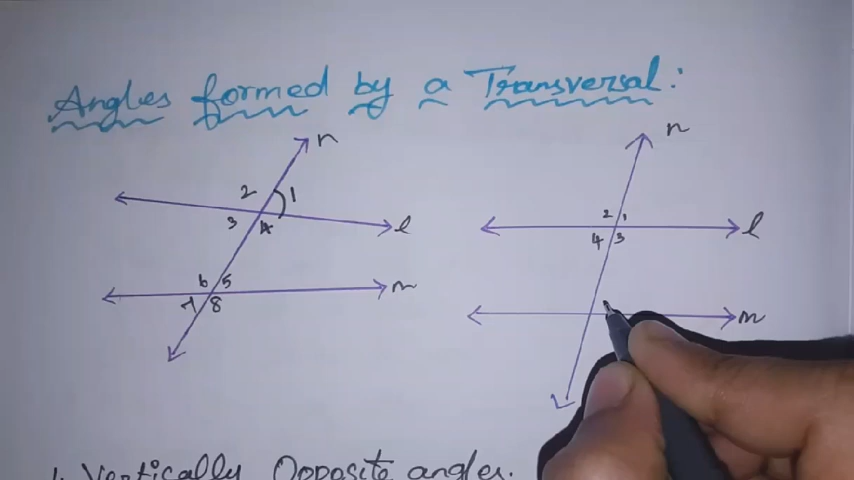 Angles formed by a Transversal:
n
n
2 1
2 1
l
l
3 4
4 3
6 5
m
m
7 8
1. Vertically Opposite angles.